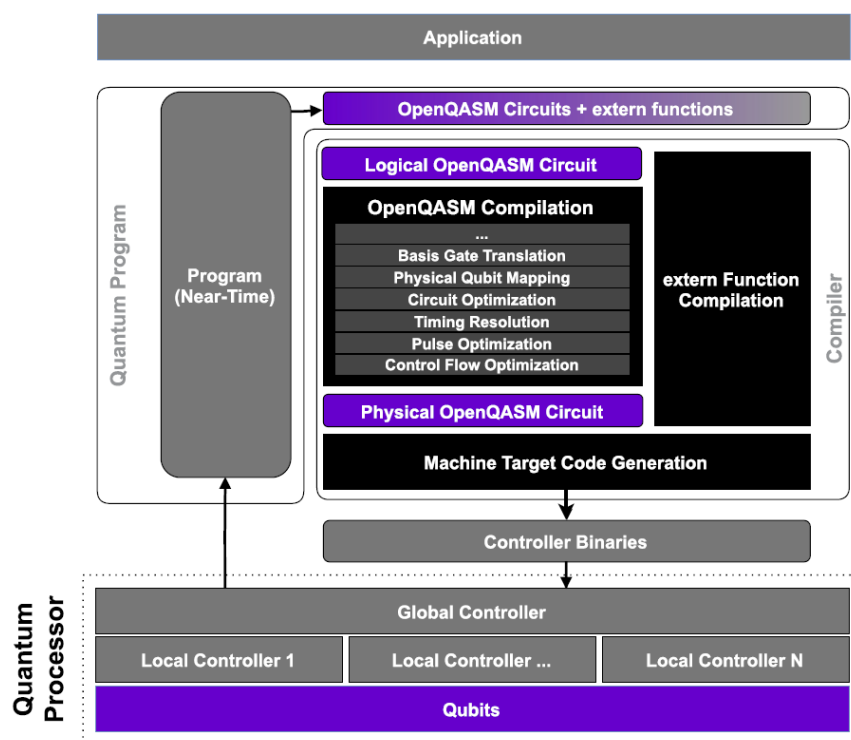 Application
OpenQASM Circuits + extern functions
Quantum Program
Program
(Near-Time)
Logical OpenQASM Circuit
OpenQASM Compilation
...
Basis Gate Translation
Physical Qubit Mapping
Circuit Optimization
Timing Resolution
Pulse Optimization
Control Flow Optimization
extern Function
Compilation
Compiler
Physical OpenQASM Circuit
Machine Target Code Generation
Controller Binaries
Quantum
Processor
Global Controller
Local Controller 1
Local Controller ...
Local Controller N
Qubits